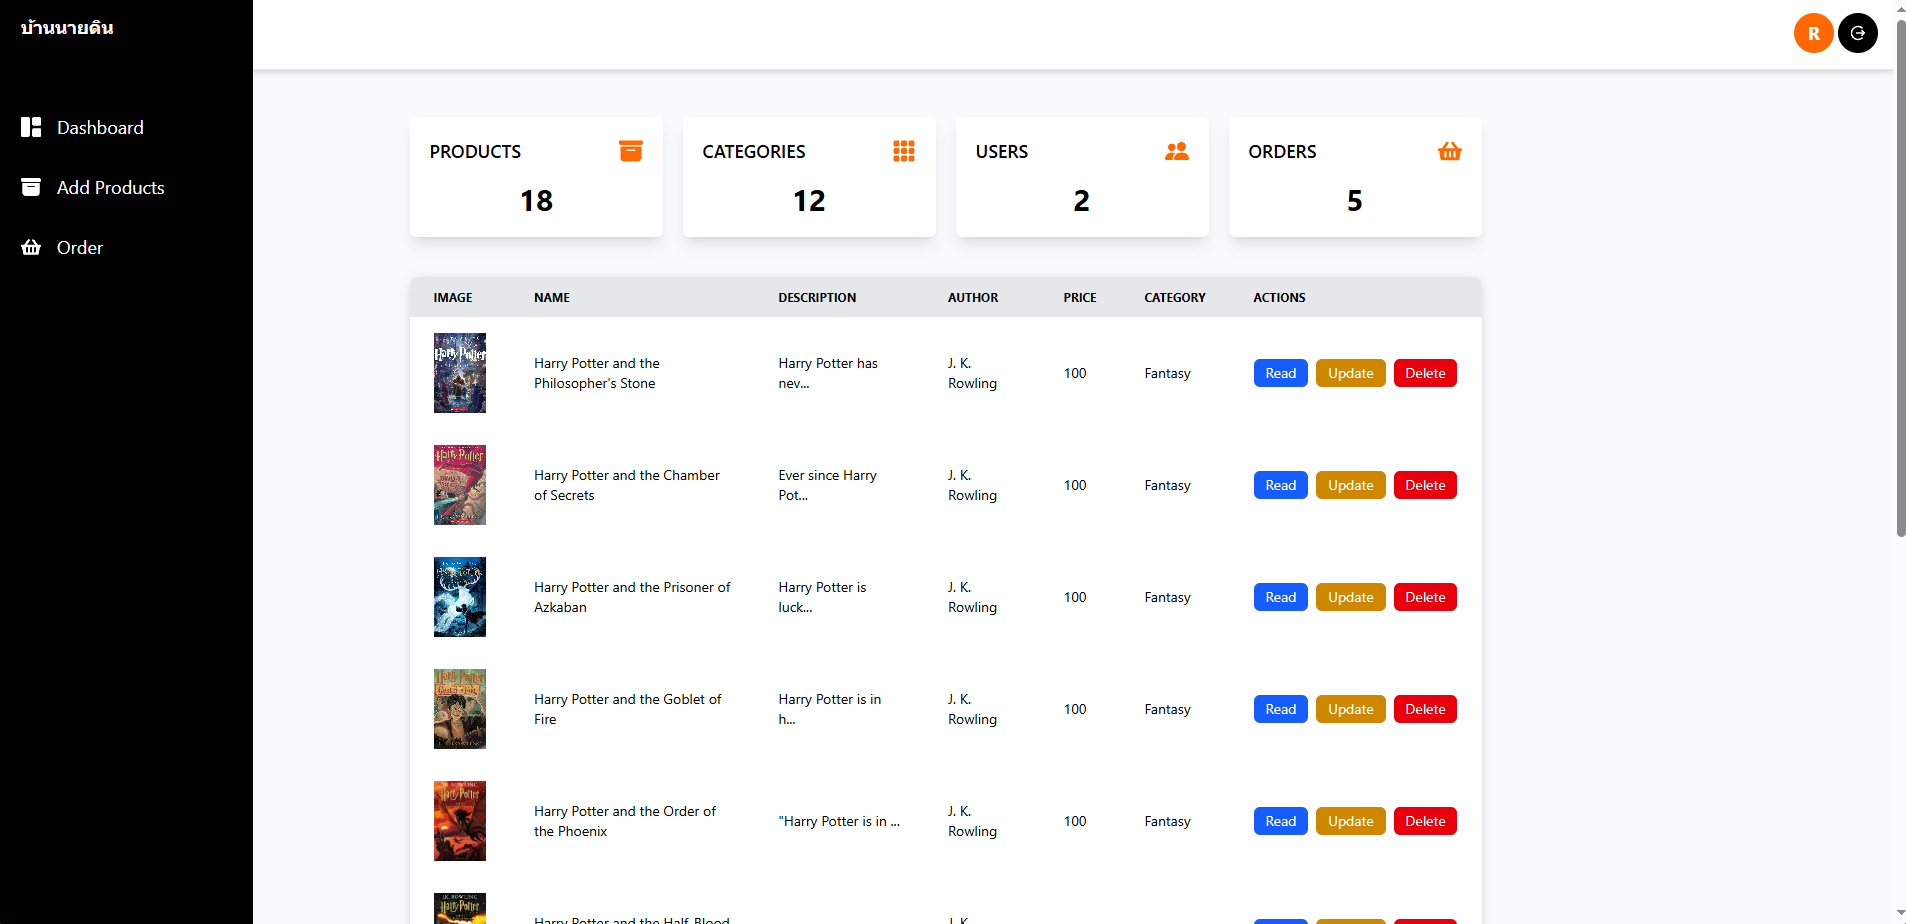 บ้านนายดิน
R
Dashboard
Add Products
Order
PRODUCTS
18
CATEGORIES
12
USERS
2
ORDERS
5
IMAGE NAME DESCRIPTION AUTHOR PRICE CATEGORY ACTIONS
Harry Potter
Harry Potter and the
Philosopher's Stone
Harry Potter has
nev...
J. K.
Rowling
100
Fantasy
Read Update Delete
Harry Potter
Harry Potter and the Chamber
of Secrets
Ever since Harry
Pot...
J. K.
Rowling
100
Fantasy
Read Update Delete
Harry Potter and the Prisoner of
Azkaban
Harry Potter is
luck...
J. K.
Rowling
100
Fantasy
Read Update Delete
Harry Potter
Harry Potter and the Goblet of
Fire
Harry Potter is in
h...
J. K.
Rowling
100
Fantasy
Read Update Delete
Harry Potter
Harry Potter and the Order of
the Phoenix
"Harry Potter is in ...
J. K.
Rowling
100
Fantasy
Read Update Delete
J.K. ROWLING
Harry Potter
Harry Potter and the Half-Blood
J. K.